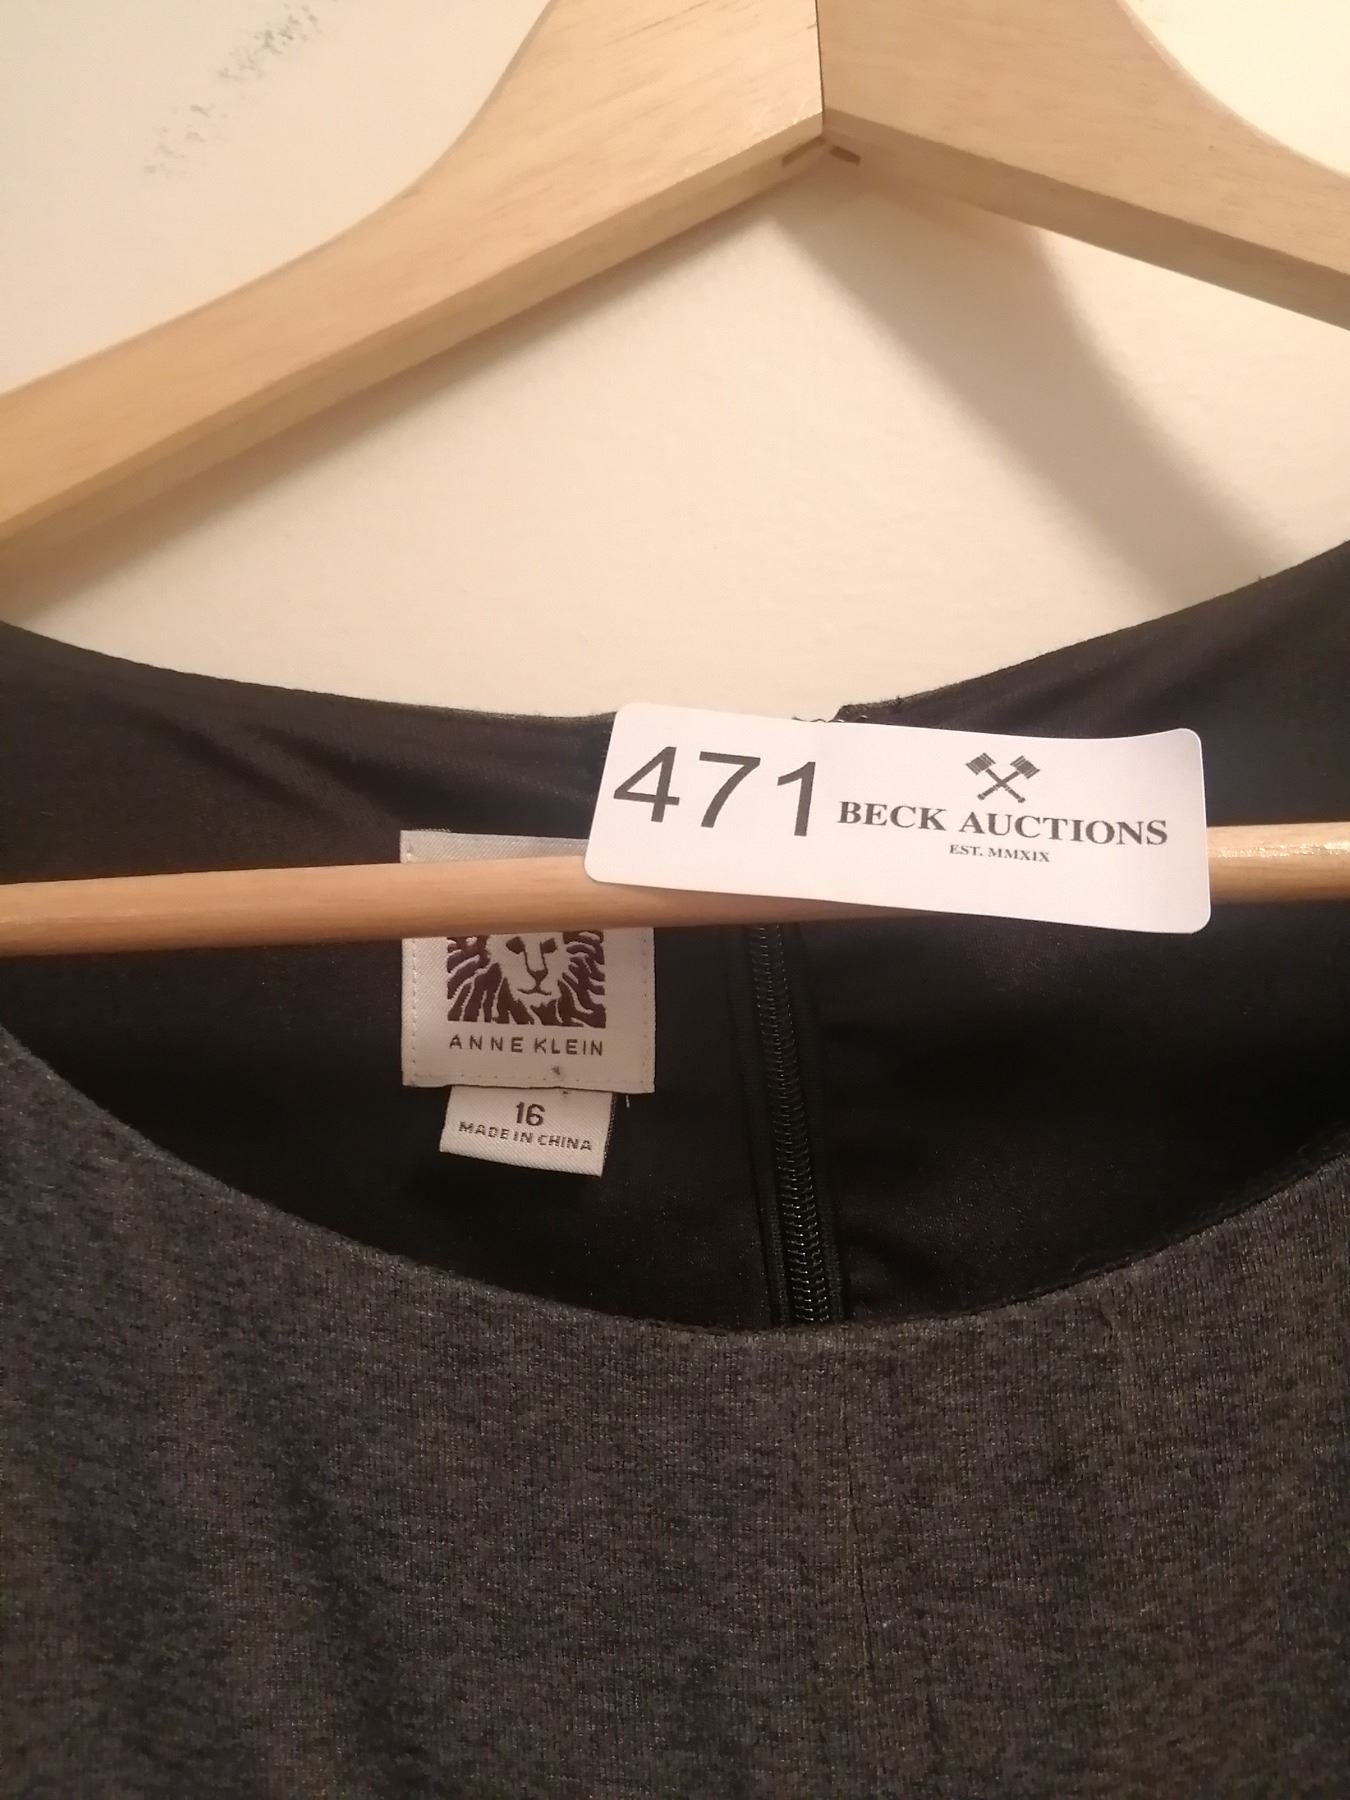 471
BECK AUCTIONS
EST. MMXIX
ANNE KLEIN
16
MADE IN CHINA